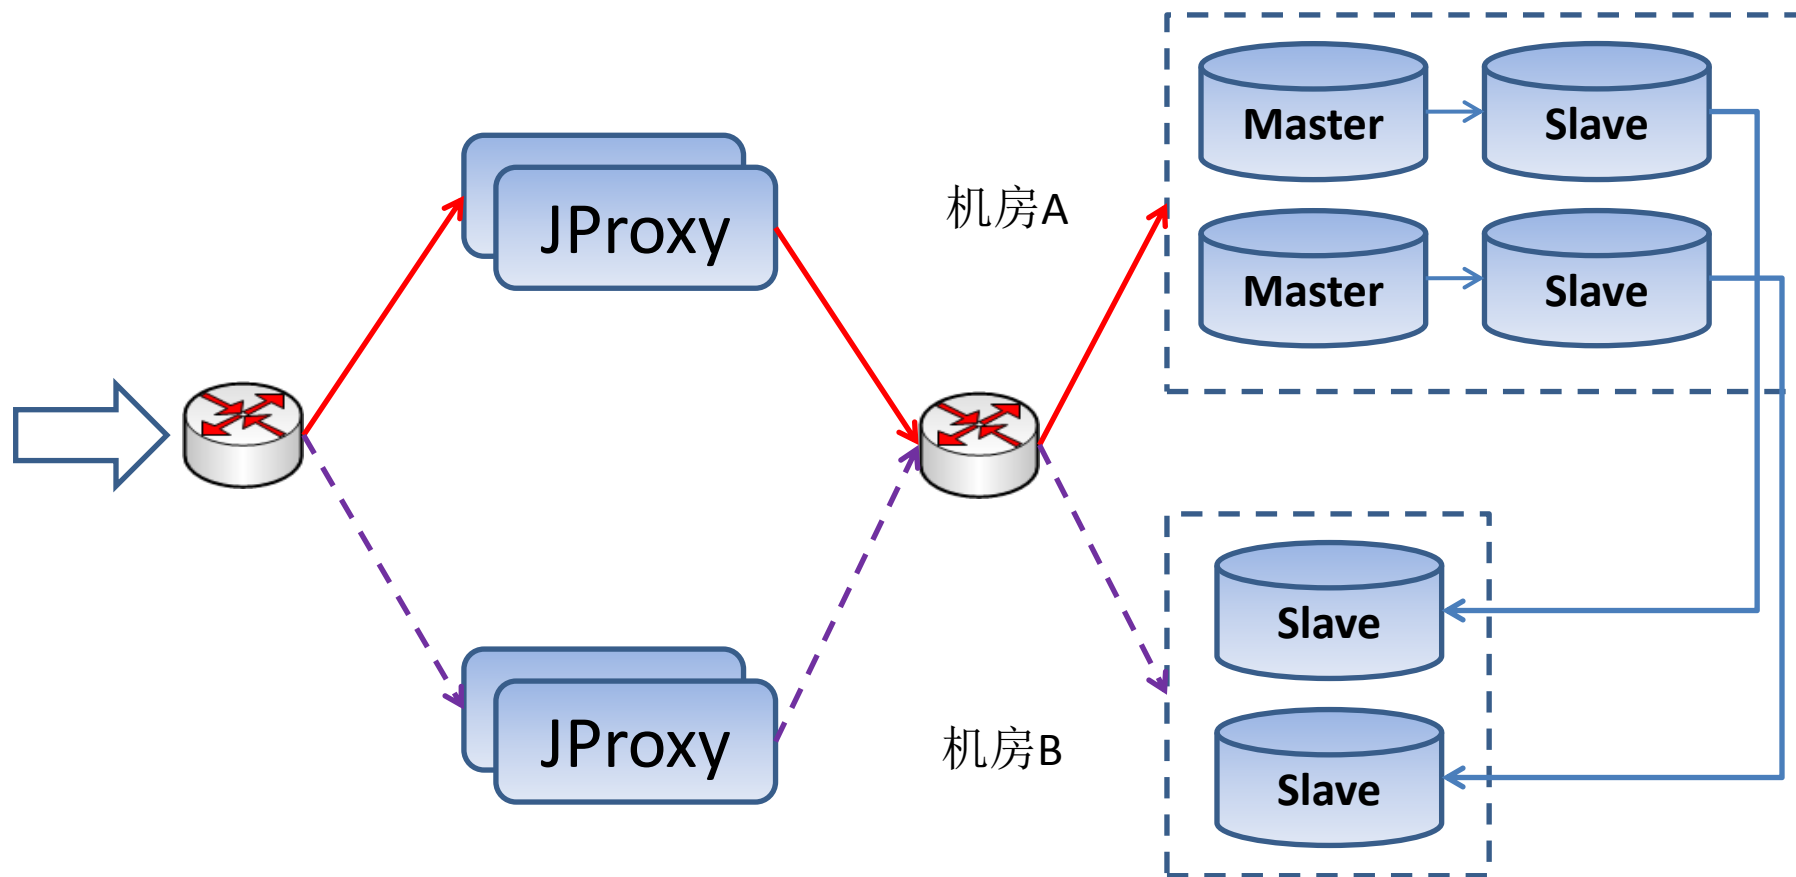 Master
Slave
JProxy
机房A
Master
Slave
Slave
JProxy
机房B
Slave